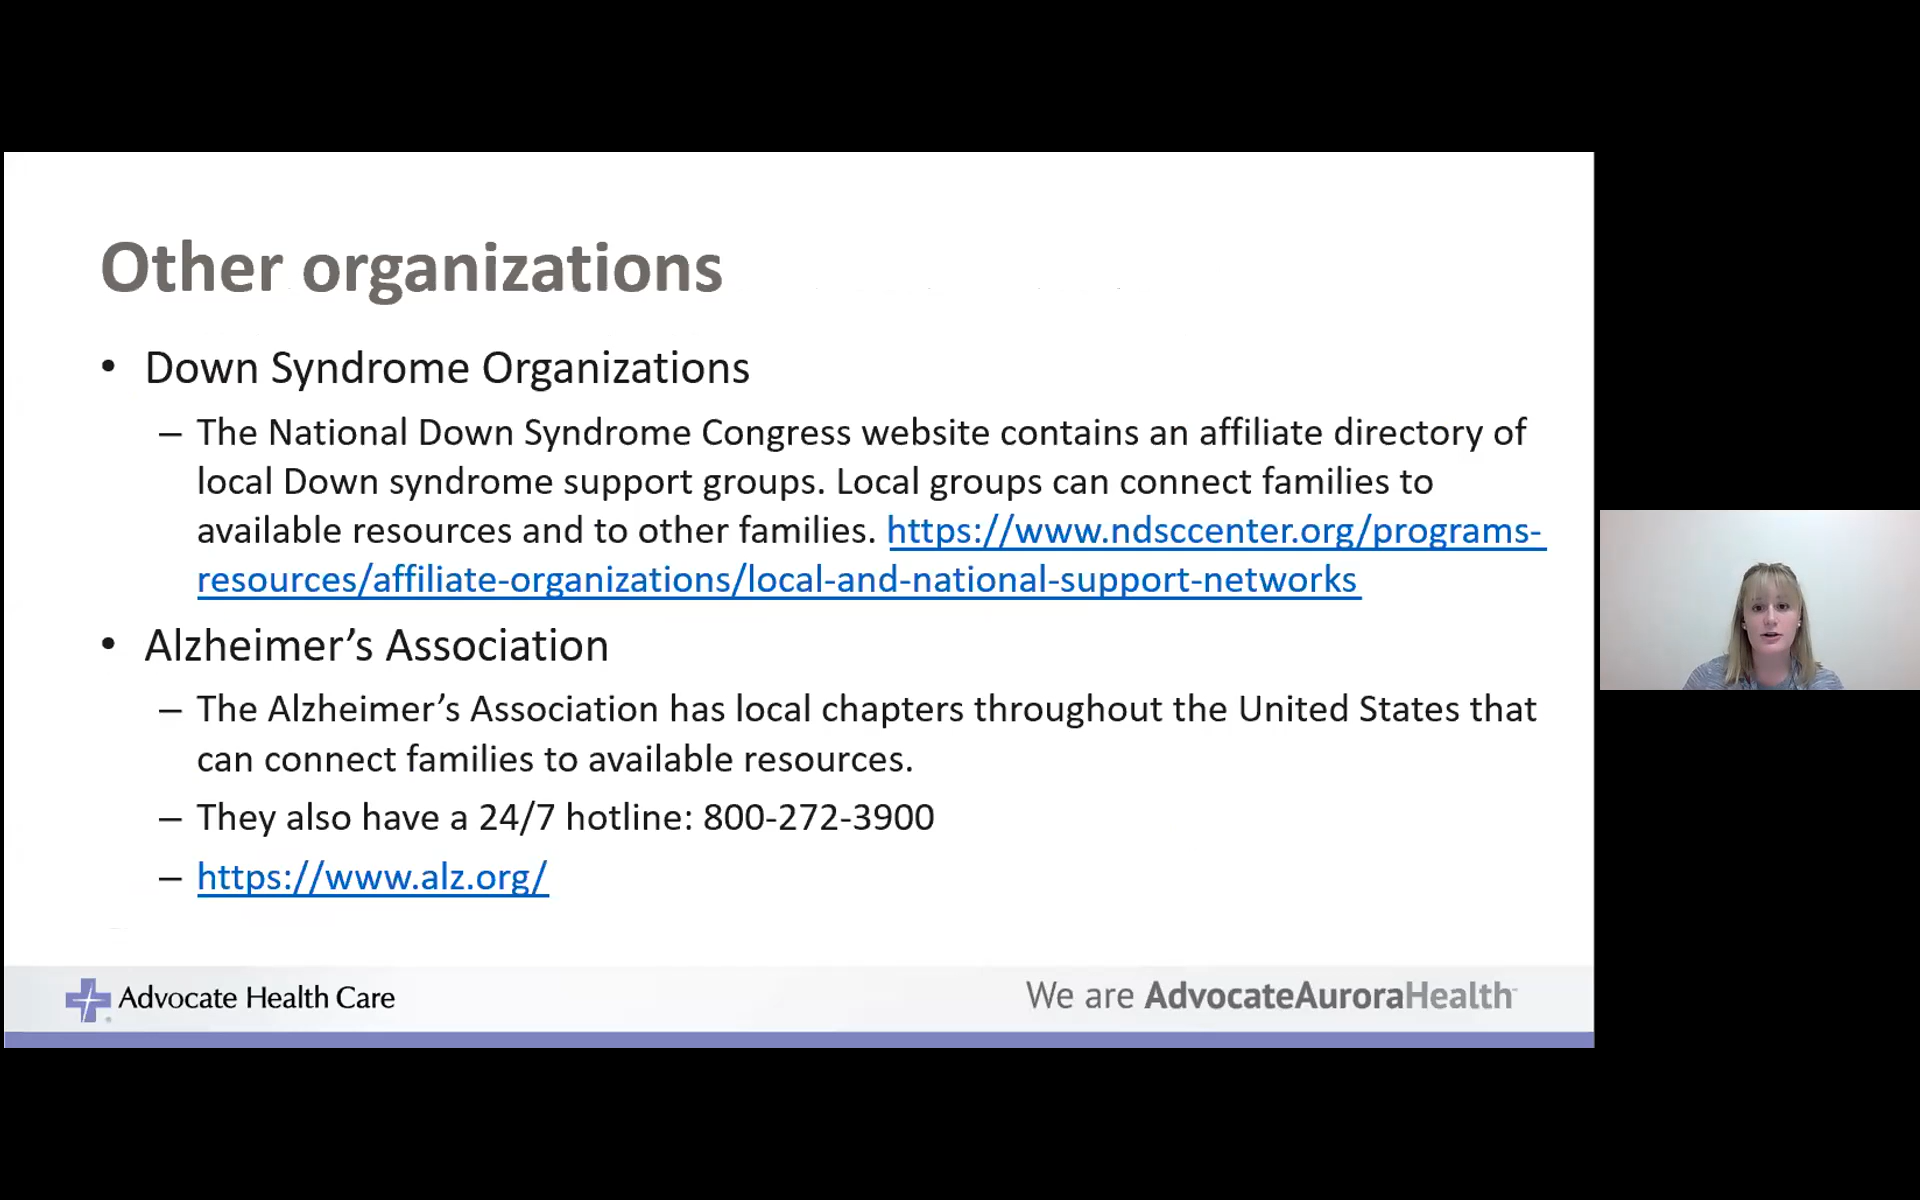 Other organizations
• Down Syndrome Organizations
– The National Down Syndrome Congress website contains an affiliate directory of
local Down syndrome support groups. Local groups can connect families to
available resources and to other families. https://www.ndsccenter.org/programs-
resources/affiliate-organizations/local-and-national-support-networks
• Alzheimer’s Association
– The Alzheimer’s Association has local chapters throughout the United States that
can connect families to available resources.
– They also have a 24/7 hotline: 800-272-3900
– https://www.alz.org/
Advocate Health Care
We are AdvocateAuroraHealth